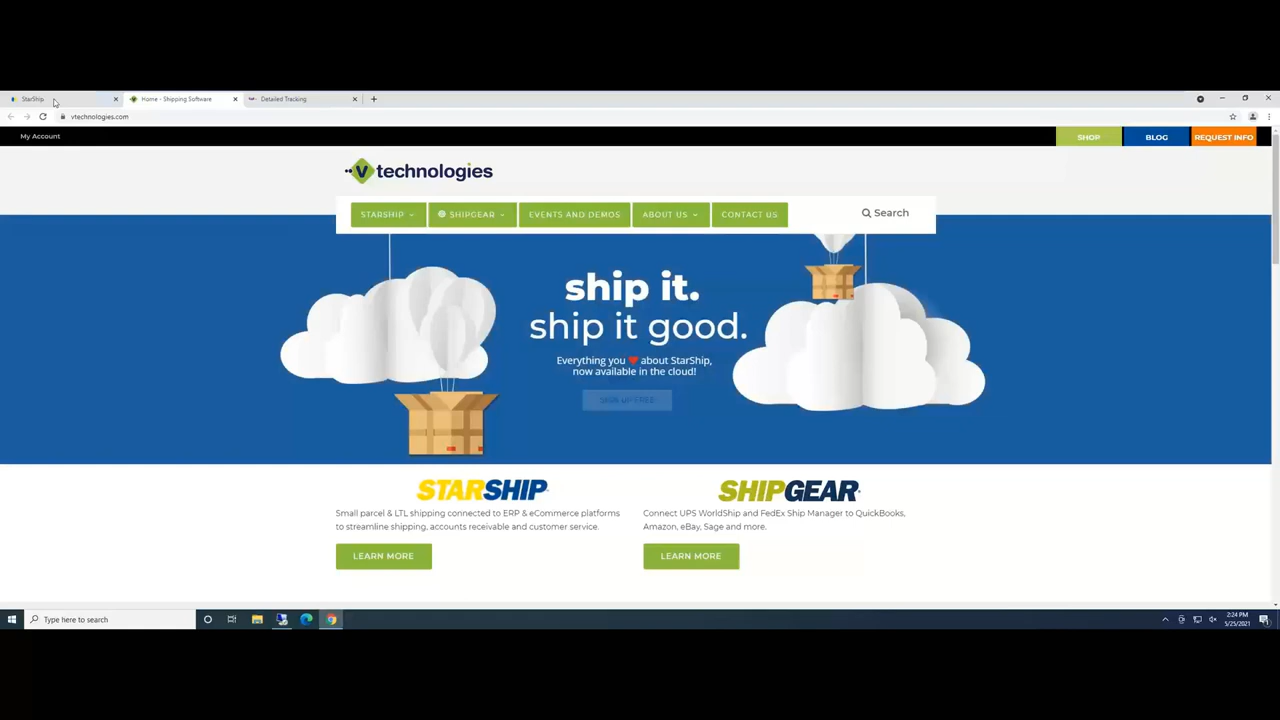 StarShip
Home - Shipping Software
Detailed Tracking
vtechnologies.com
My Account
SHOP
BLOG
REQUEST INFO
v technologies
STARSHIP
SHIPGEAR
EVENTS AND DEMOS
ABOUT US
CONTACT US
Search
ship it.
ship it good.
Everything you ❤ about StarShip,
now available in the cloud!
SIGN UP FREE
STARSHIP
Small parcel & LTL shipping connected to ERP & eCommerce platforms
to streamline shipping, accounts receivable and customer service.
LEARN MORE
SHIPGEAR
Connect UPS WorldShip and FedEx Ship Manager to QuickBooks,
Amazon, eBay, Sage and more.
LEARN MORE
Type here to search
2:24 PM
5/25/2021